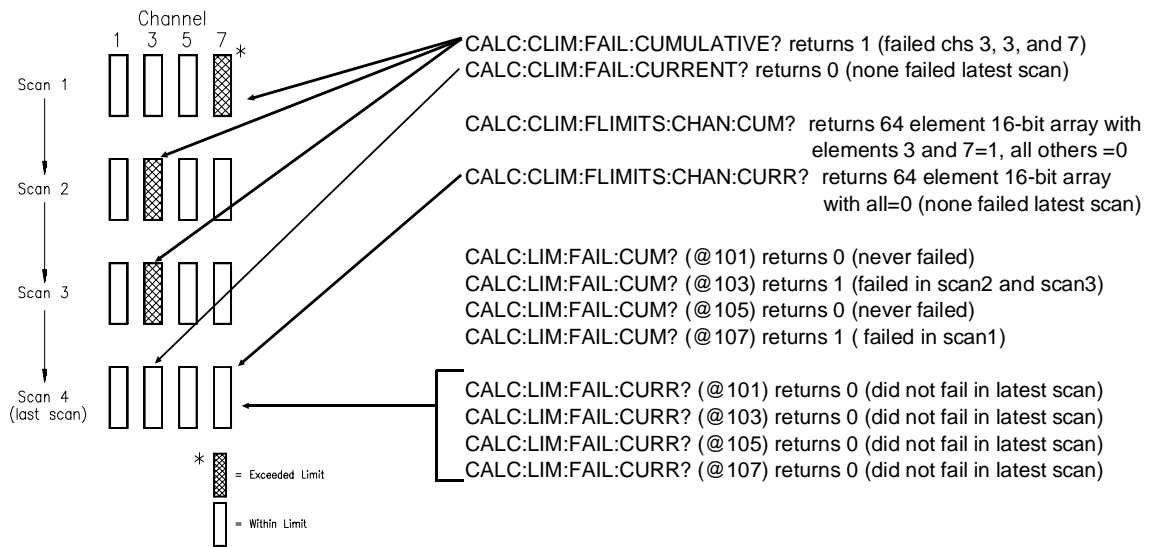 Channel
1 3 5 7 *
Scan 1
Scan 2
Scan 3
Scan 4
(last scan)
* = Exceeded Limit
= Within Limit
CALC:CLIM:FAIL:CUMULATIVE? returns 1 (failed chs 3, 3, and 7)
CALC:CLIM:FAIL:CURRENT? returns 0 (none failed latest scan)
CALC:CLIM:FLIMITS:CHAN:CUM? returns 64 element 16-bit array with
elements 3 and 7=1, all others =0
CALC:CLIM:FLIMITS:CHAN:CURR? returns 64 element 16-bit array
with all=0 (none failed latest scan)
CALC:LIM:FAIL:CUM? (@101) returns 0 (never failed)
CALC:LIM:FAIL:CUM? (@103) returns 1 (failed in scan2 and scan3)
CALC:LIM:FAIL:CUM? (@105) returns 0 (never failed)
CALC:LIM:FAIL:CUM? (@107) returns 1 ( failed in scan1)
CALC:LIM:FAIL:CURR? (@101) returns 0 (did not fail in latest scan)
CALC:LIM:FAIL:CURR? (@103) returns 0 (did not fail in latest scan)
CALC:LIM:FAIL:CURR? (@105) returns 0 (did not fail in latest scan)
CALC:LIM:FAIL:CURR? (@107) returns 0 (did not fail in latest scan)